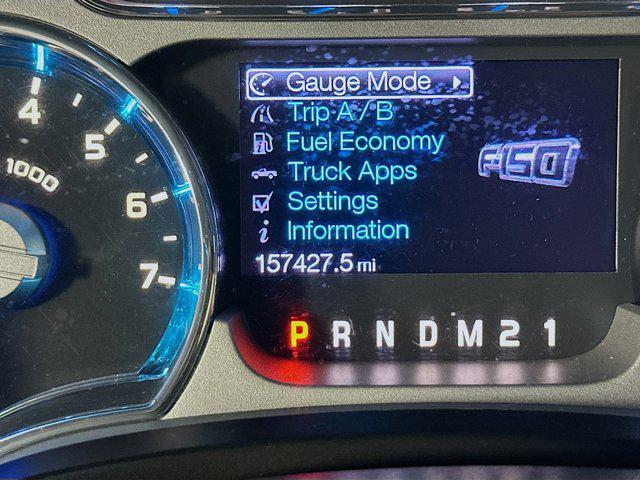 4
5
6
7
x1000
Gauge Mode
Trip A / B
Fuel Economy
Truck Apps
Settings
Information
F150
157427.5 mi
P R N D M 2 1